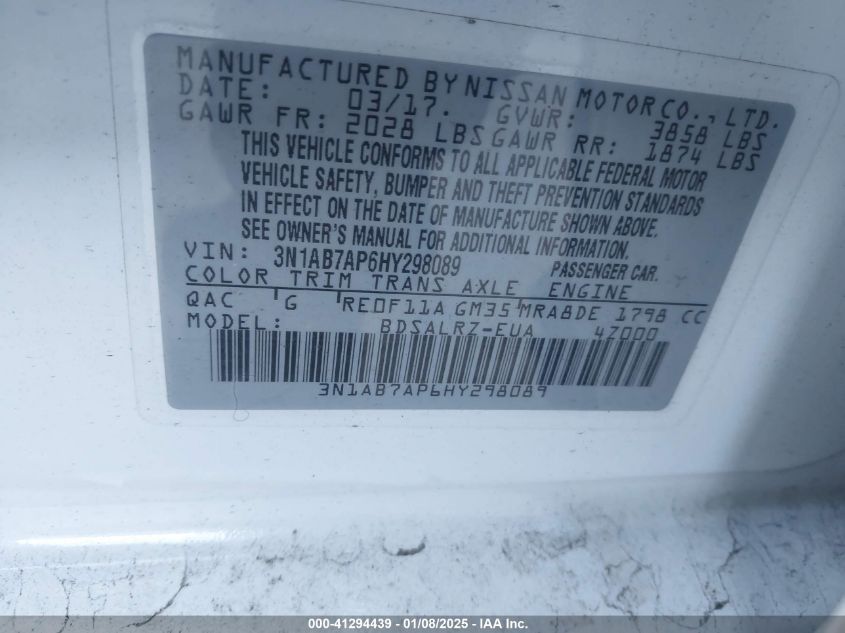 MANUFACTURED BY NISSAN MOTOR CO., LTD.
DATE: 03/17. GVWR: 3858 LBS
GAWR FR: 2028 LBS GAWR RR: 1874 LBS
THIS VEHICLE CONFORMS TO ALL APPLICABLE FEDERAL MOTOR
VEHICLE SAFETY, BUMPER AND THEFT PREVENTION STANDARDS
IN EFFECT ON THE DATE OF MANUFACTURE SHOWN ABOVE.
SEE OWNER'S MANUAL FOR ADDITIONAL INFORMATION.
VIN: 3N1AB7AP6HY298089 PASSENGER CAR.
COLOR TRIM TRANS AXLE ENGINE
QAC G RE0F11A GM35 MRA8DE 1798 CC
MODEL: BDSALRZ-EUA 4Z000
3N1AB7AP6HY298089
000-41294439 - 01/08/2025 - IAA Inc.